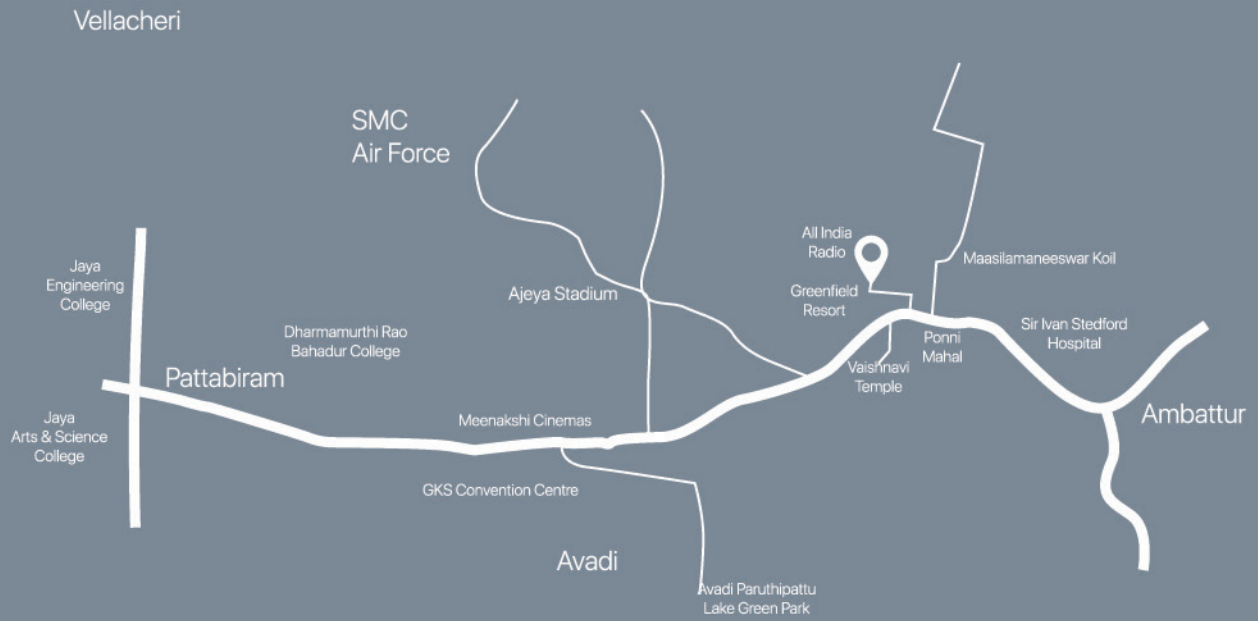 Vellacheri
SMC
Air Force
All India
Radio
Maasilamaneeswar Koil
Jaya
Engineering
College
Ajeya Stadium
Greenfield
Resort
Dharmamurthi Rao
Bahadur College
Sir Ivan Stedford
Hospital
Ponni
Mahal
Vaishnavi
Temple
Pattabiram
Jaya
Arts & Science
College
Meenakshi Cinemas
Ambattur
GKS Convention Centre
Avadi
Avadi Paruthipattu
Lake Green Park